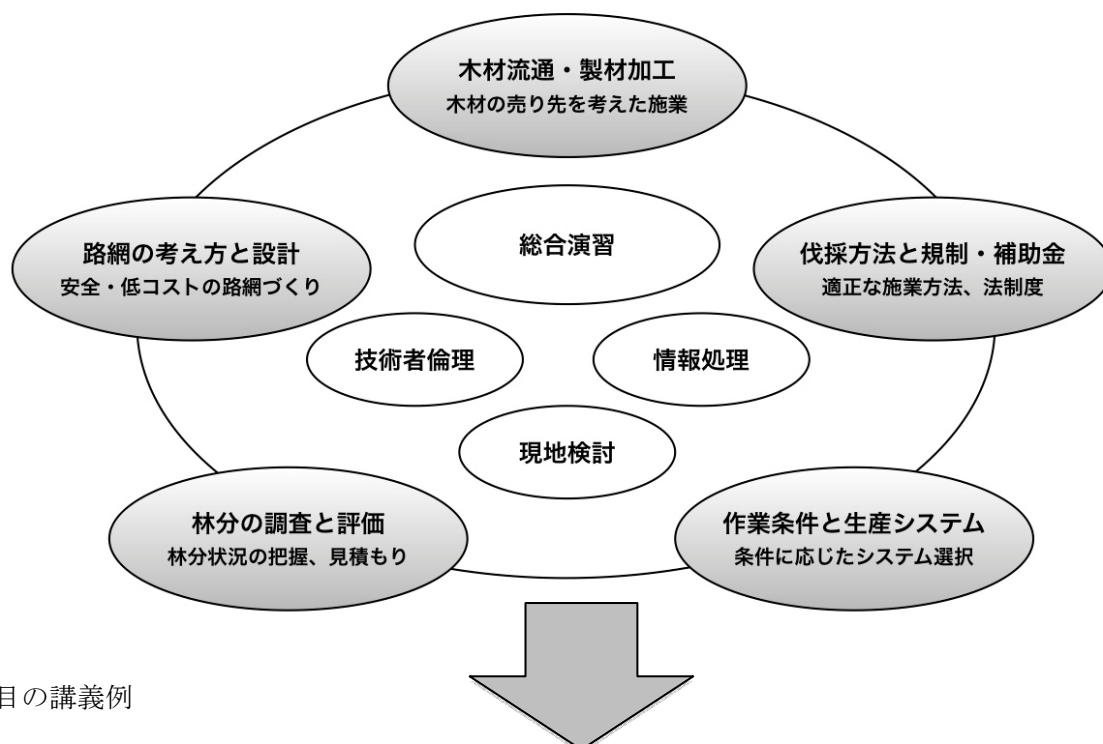 木材流通・製材加工
木材の売り先を考えた施業
路網の考え方と設計
安全・低コストの路網づくり
総合演習
伐採方法と規制・補助金
適正な施業方法、法制度
技術者倫理
情報処理
現地検討
林分の調査と評価
林分状況の把握、見積もり
作業条件と生産システム
条件に応じたシステム選択
目の講義例